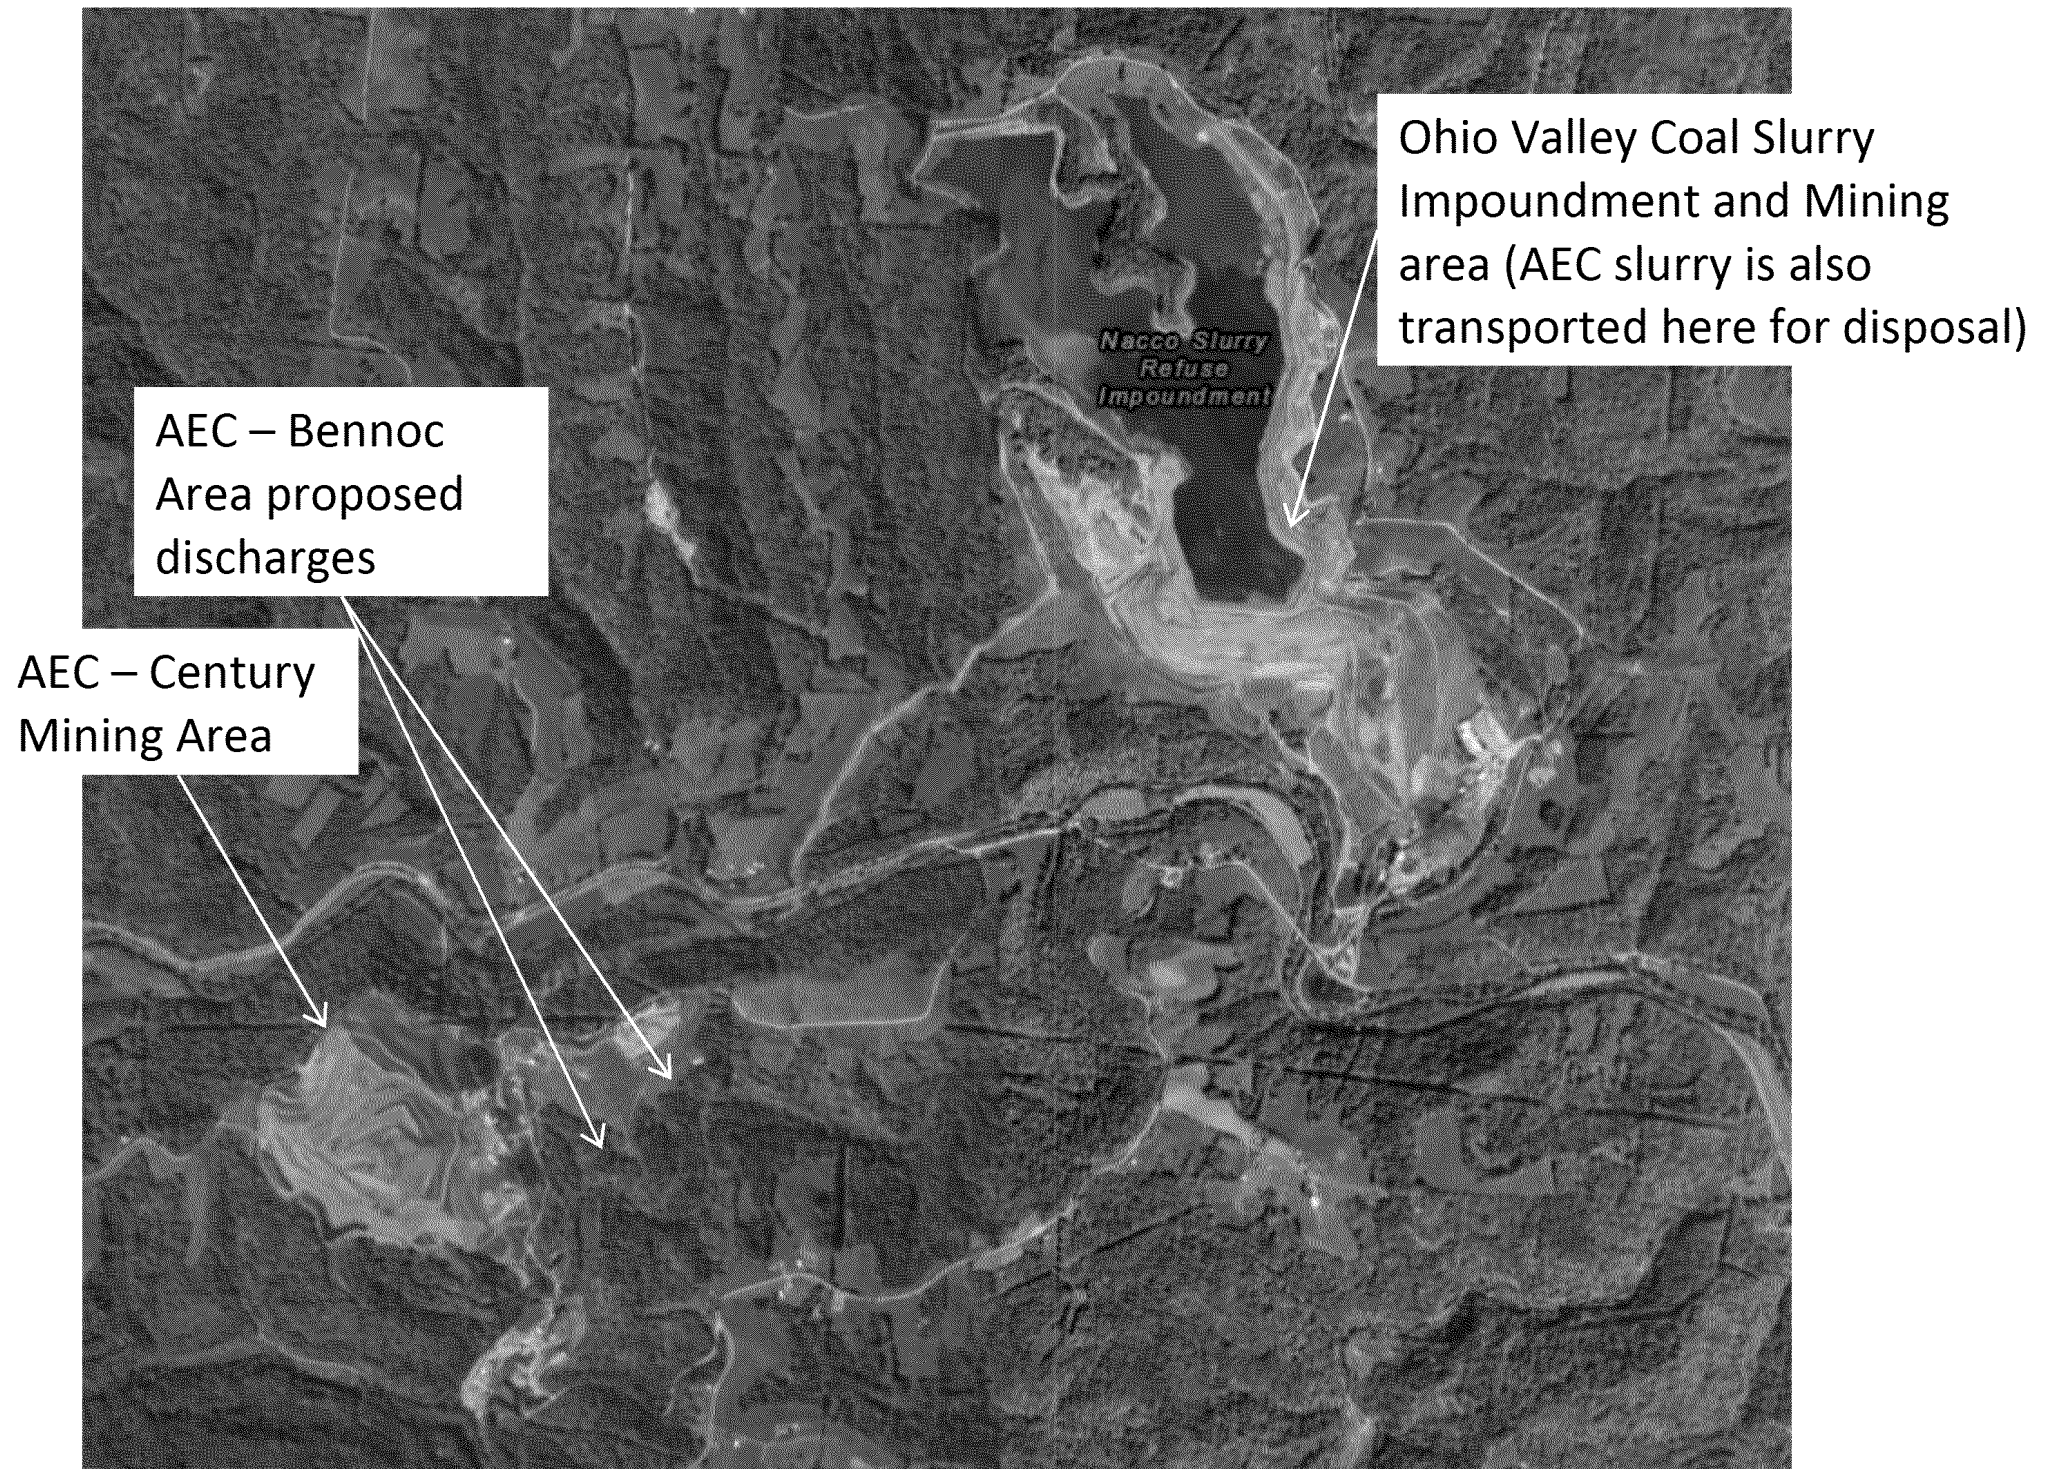 Ohio Valley Coal Slurry
Impoundment and Mining
area (AEC slurry is also
transported here for disposal)
Nacco Slurry
Refuse
Impoundment
AEC – Bennoc
Area proposed
discharges
AEC – Century
Mining Area